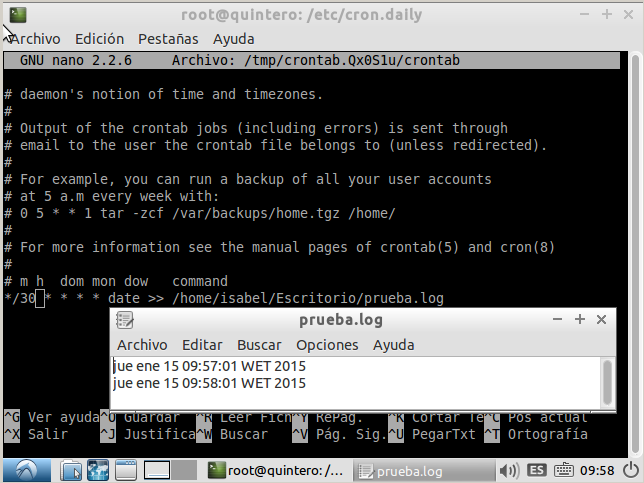 root@quintero: /etc/cron.daily
Archivo Edición Pestañas Ayuda
GNU nano 2.2.6 Archivo: /tmp/crontab.Qx0S1u/crontab
# daemon's notion of time and timezones.
#
# Output of the crontab jobs (including errors) is sent through
# email to the user the crontab file belongs to (unless redirected).
#
# For example, you can run a backup of all your user accounts
# at 5 a.m every week with:
# 0 5 * * 1 tar -zcf /var/backups/home.tgz /home/
#
# For more information see the manual pages of crontab(5) and cron(8)
#
# m h  dom mon dow   command
*/30 * * * * date >> /home/isabel/Escritorio/prueba.log
prueba.log
Archivo Editar Buscar Opciones Ayuda
jue ene 15 09:57:01 WET 2015
jue ene 15 09:58:01 WET 2015
^G Ver ayuda ^O Guardar ^R Leer Fich ^Y RePág. ^K Cortar Te ^C Pos actual
^X Salir ^J Justifica ^W Buscar ^V Pág. Sig. ^U PegarTxt ^T Ortografía
root@quintero: /... prueba.log ES 09:58